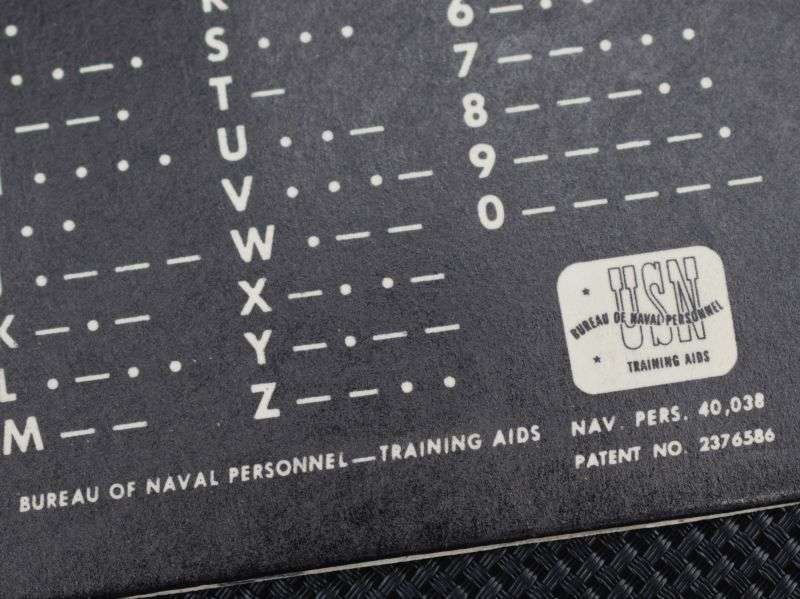 K — • —
L • — • •
M — —
R
S • • •
T —
U • • —
V • • • —
W • — —
X — • • —
Y — • — —
Z — — • •
6 — • • • •
7 — — • • •
8 — — — • •
9 — — — — •
0 — — — — —
USN
BUREAU OF NAVAL PERSONNEL
TRAINING AIDS
NAV. PERS. 40,038
PATENT NO. 2376586
BUREAU OF NAVAL PERSONNEL—TRAINING AIDS